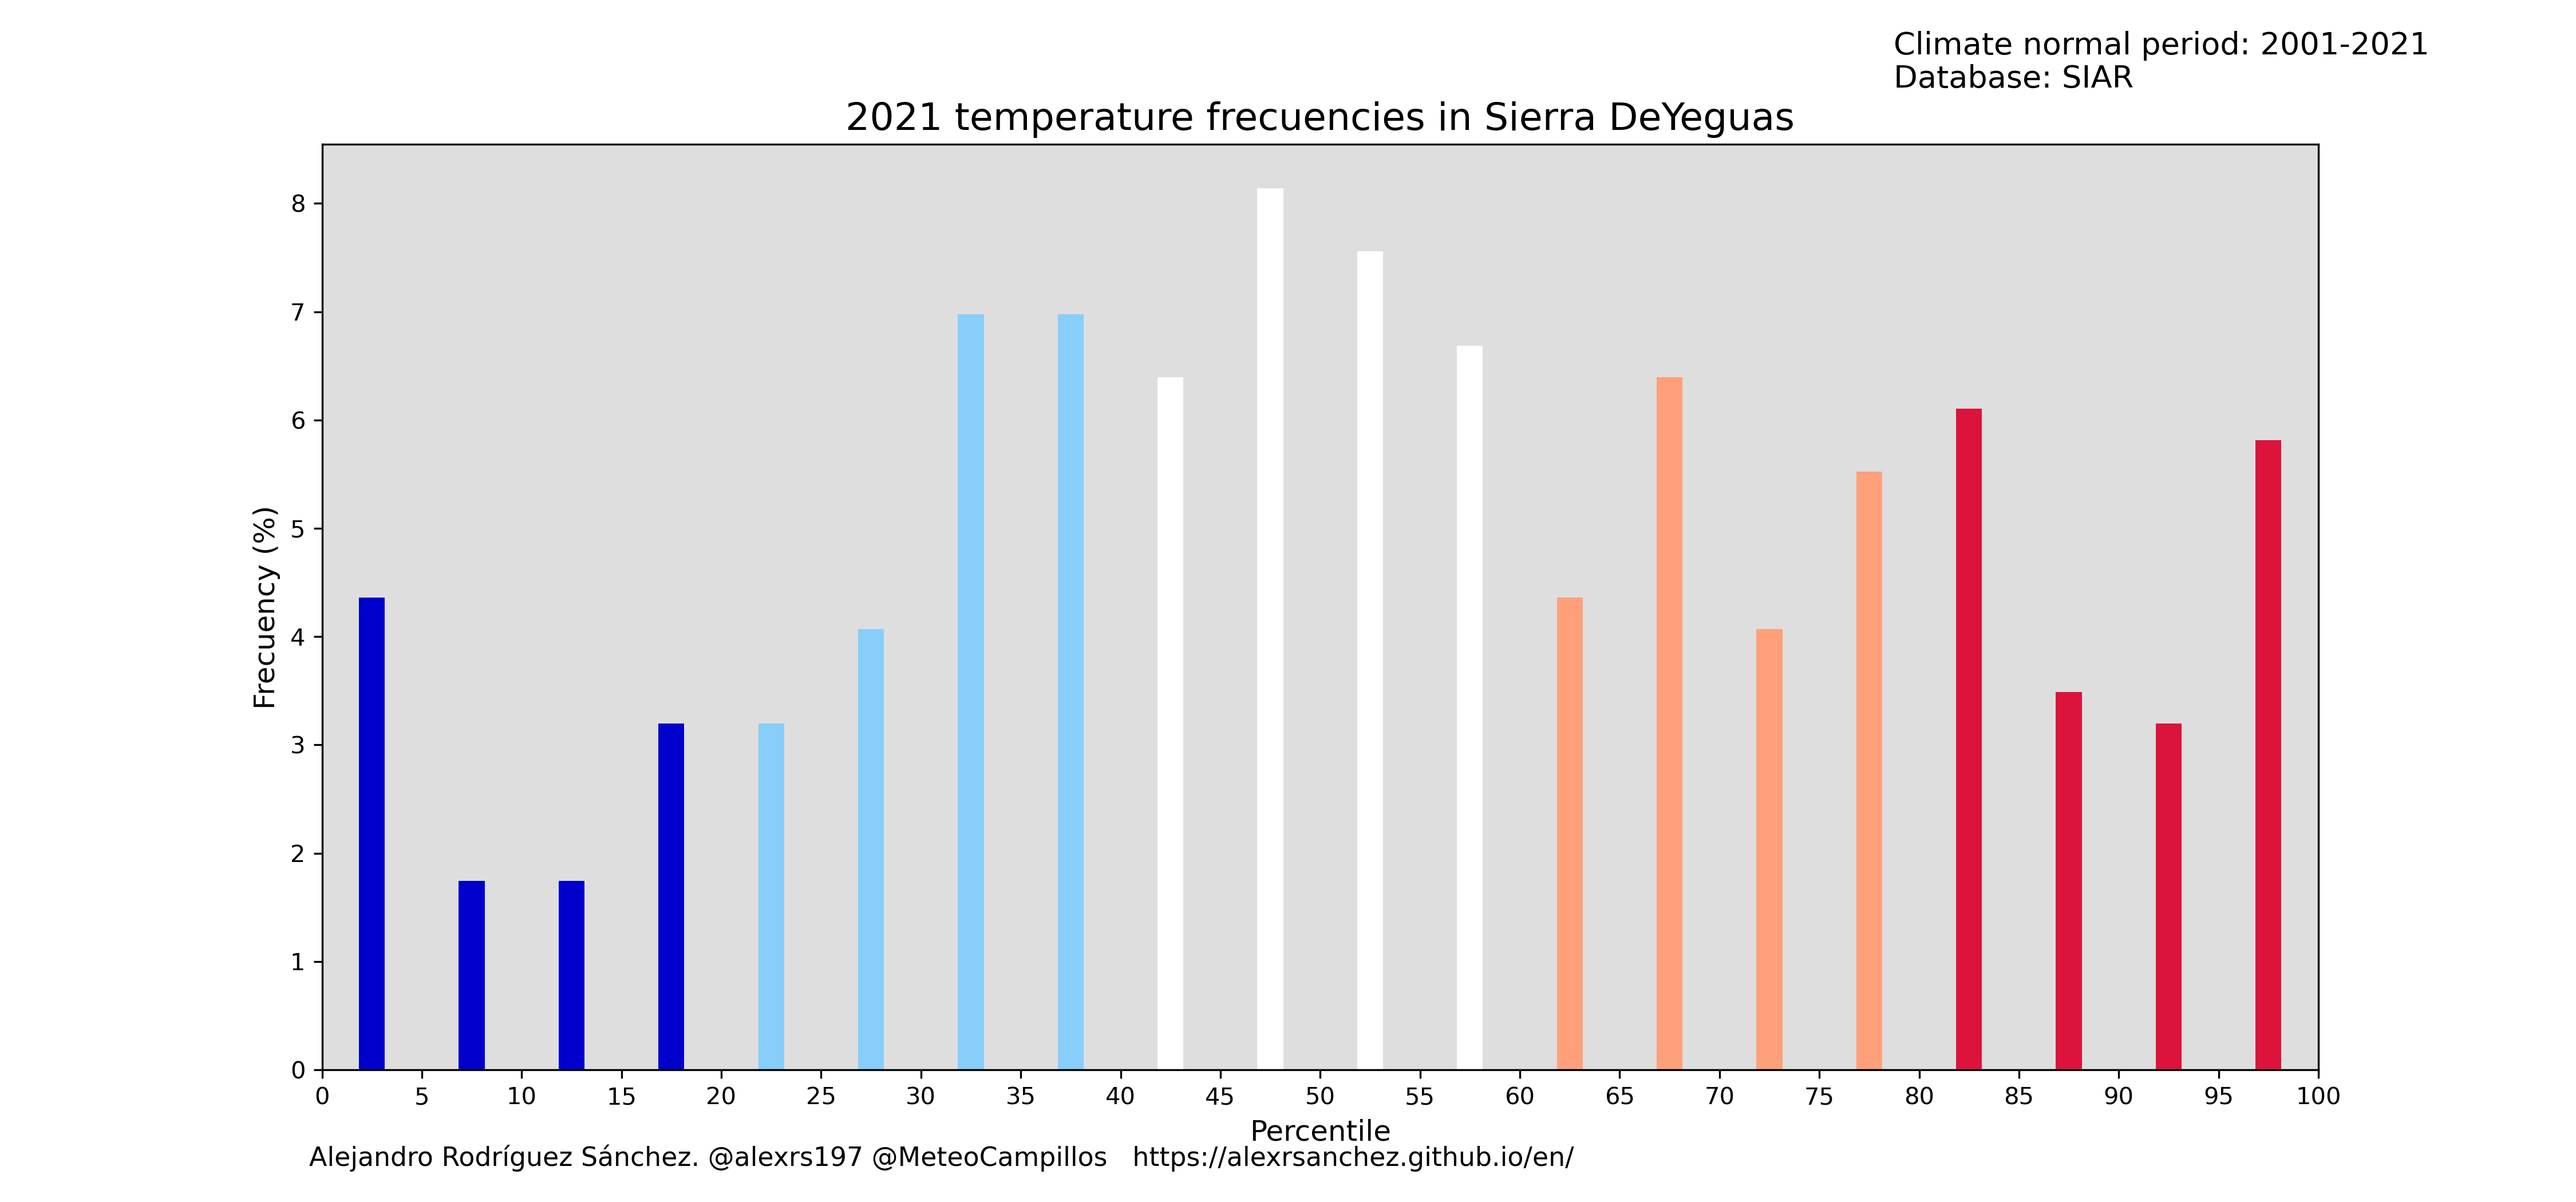 Climate normal period: 2001-2021
Database: SIAR
2021 temperature frecuencies in Sierra DeYeguas
8
7
6
5
4
3
2
1
0
Frecuency (%)
0 5 10 15 20 25 30 35 40 45 50 55 60 65 70 75 80 85 90 95 100
Percentile
Alejandro Rodríguez Sánchez. @alexrs197 @MeteoCampillos https://alexrsanchez.github.io/en/